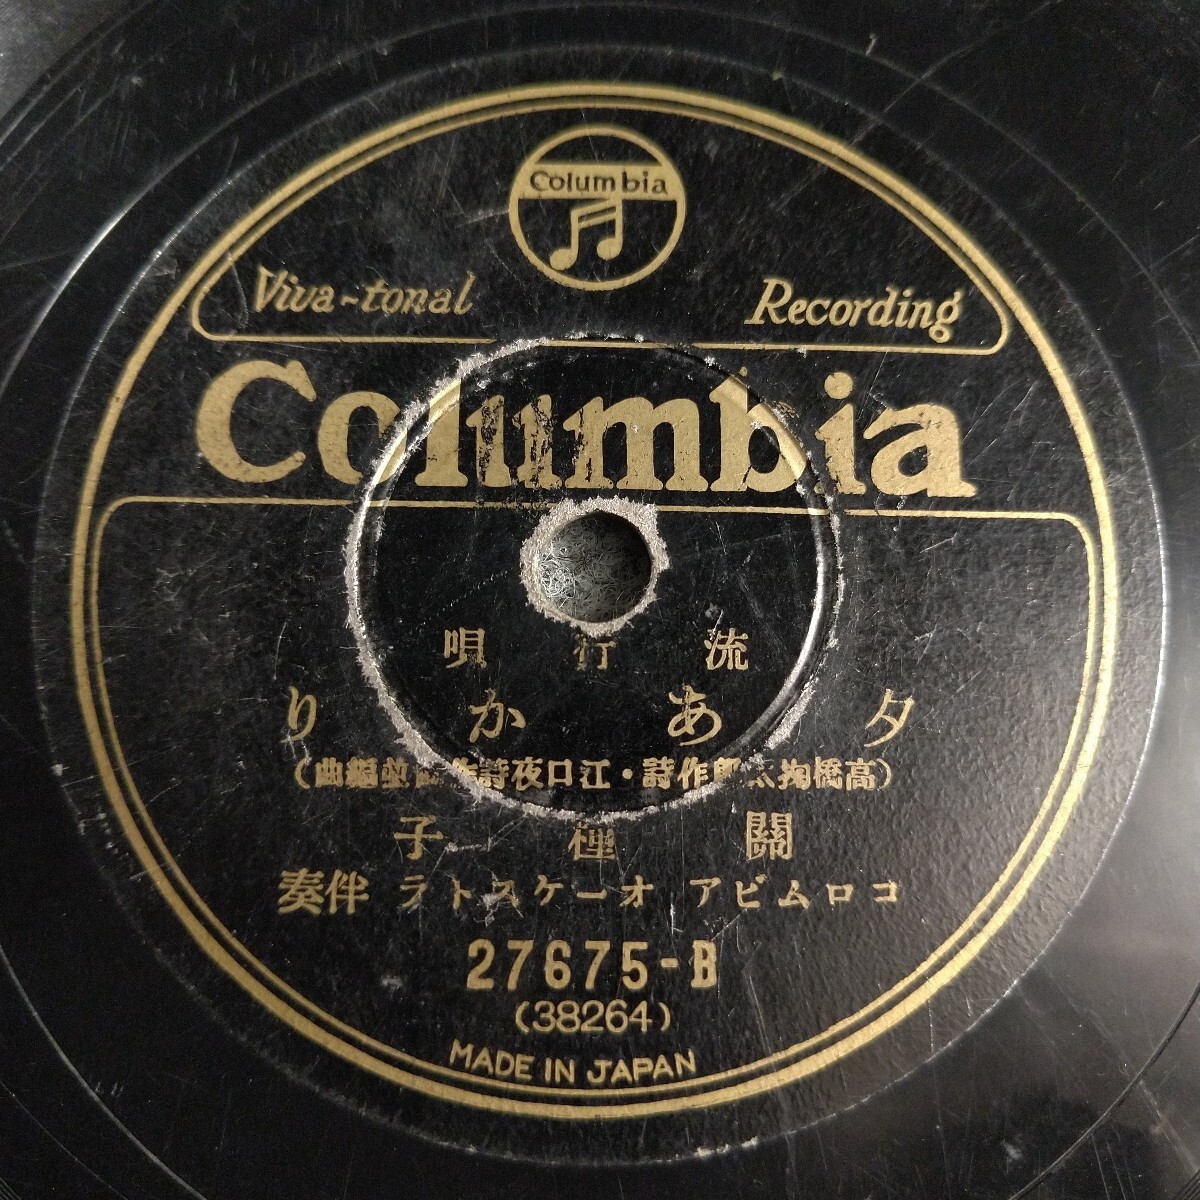 Columbia
Viva-tonal Recording
Columbia
流行唄
夕あかり
(高橋掬太郎作詩・江口夜詩作曲並編曲)
關種子
コロムビア オーケストラ 伴奏
27675-B
(38264)
MADE IN JAPAN